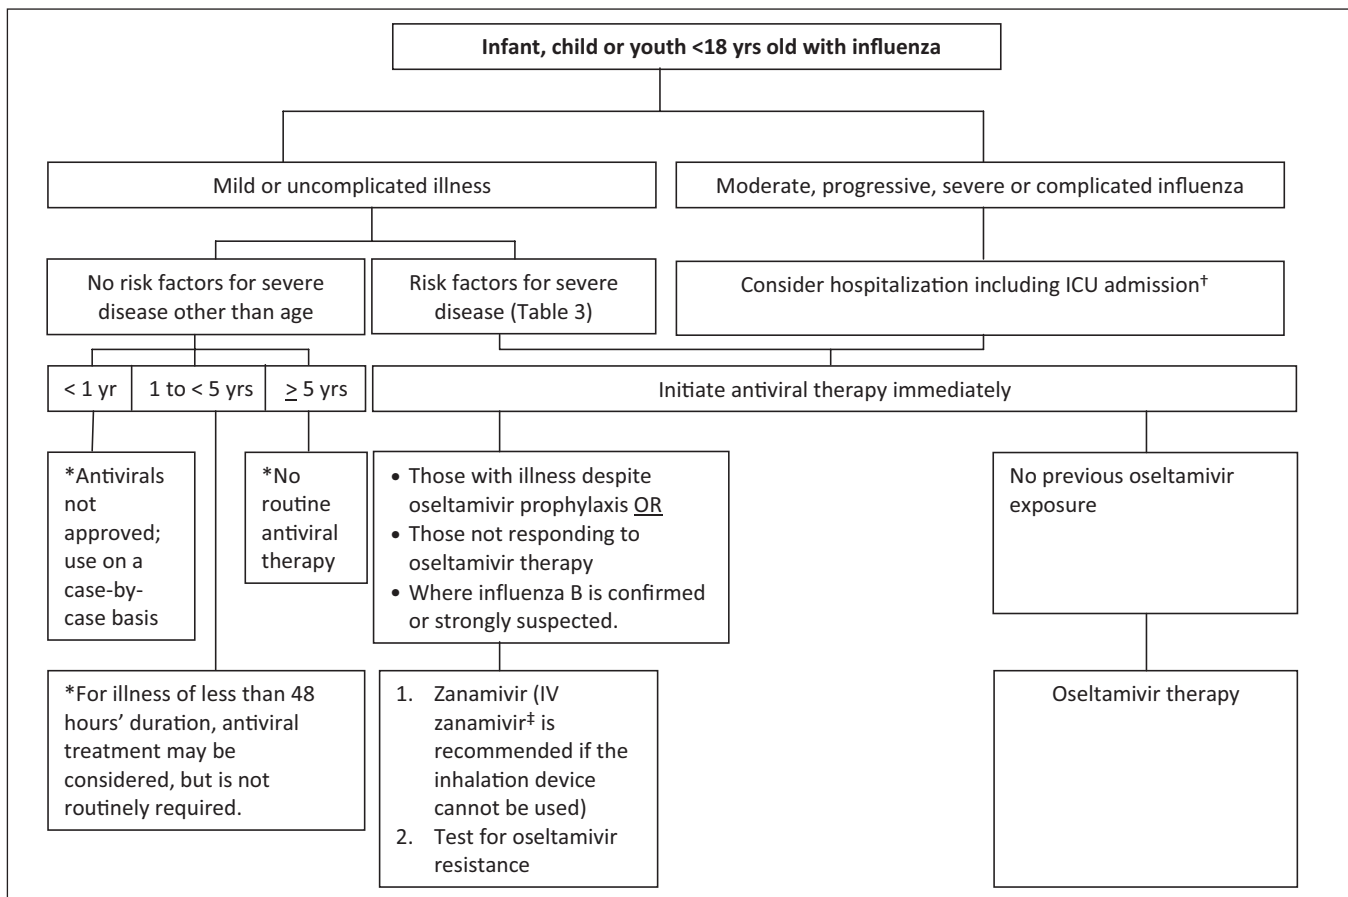 Infant, child or youth <18 yrs old with influenza
Mild or uncomplicated illness
Moderate, progressive, severe or complicated influenza
No risk factors for severe
disease other than age
Risk factors for severe
disease (Table 3)
Consider hospitalization including ICU admission†
< 1 yr
1 to < 5 yrs
≥ 5 yrs
Initiate antiviral therapy immediately
*Antivirals
not
approved;
use on a
case-by-
case basis
*No
routine
antiviral
therapy
• Those with illness despite
oseltamivir prophylaxis OR
• Those not responding to
oseltamivir therapy
• Where influenza B is confirmed
or strongly suspected.
No previous oseltamivir
exposure
*For illness of less than 48
hours’ duration, antiviral
treatment may be
considered, but is not
routinely required.
1. Zanamivir (IV
zanamivir‡ is
recommended if the
inhalation device
cannot be used)
2. Test for oseltamivir
resistance
Oseltamivir therapy